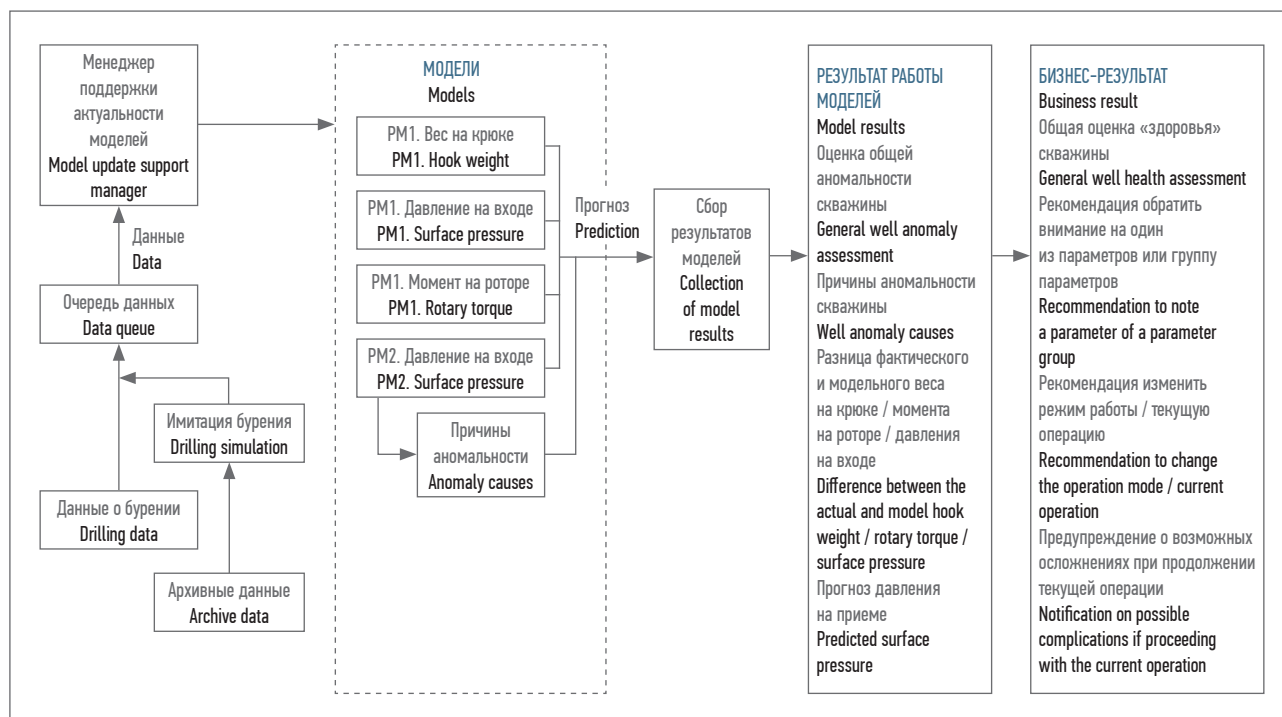 Менеджер
поддержки
актуальности
моделей
Model update support
manager
Данные
Data
Очередь данных
Data queue
Имитация бурения
Drilling simulation
Данные о бурении
Drilling data
Архивные данные
Archive data
МОДЕЛИ
Models
РМ1. Вес на крюке
PM1. Hook weight
РМ1. Давление на входе
PM1. Surface pressure
РМ1. Момент на роторе
PM1. Rotary torque
РМ2. Давление на входе
PM2. Surface pressure
Причины
аномальности
Anomaly causes
Прогноз
Prediction
Сбор
результатов
моделей
Collection
of model
results
РЕЗУЛЬТАТ РАБОТЫ
МОДЕЛЕЙ
Model results
Оценка общей
аномальности
скважины
General well anomaly
assessment
Причины аномальности
скважины
Well anomaly causes
Разница фактического
и модельного веса
на крюке / момента
на роторе / давления
на входе
Difference between the
actual and model hook
weight / rotary torque /
surface pressure
Прогноз давления
на приеме
Predicted surface
pressure
БИЗНЕС-РЕЗУЛЬТАТ
Business result
Общая оценка «здоровья»
скважины
General well health assessment
Рекомендация обратить
внимание на один
из параметров или группу
параметров
Recommendation to note
a parameter of a parameter
group
Рекомендация изменить
режим работы / текущую
операцию
Recommendation to change
the operation mode / current
operation
Предупреждение о возможных
осложнениях при продолжении
текущей операции
Notification on possible
complications if proceeding
with the current operation